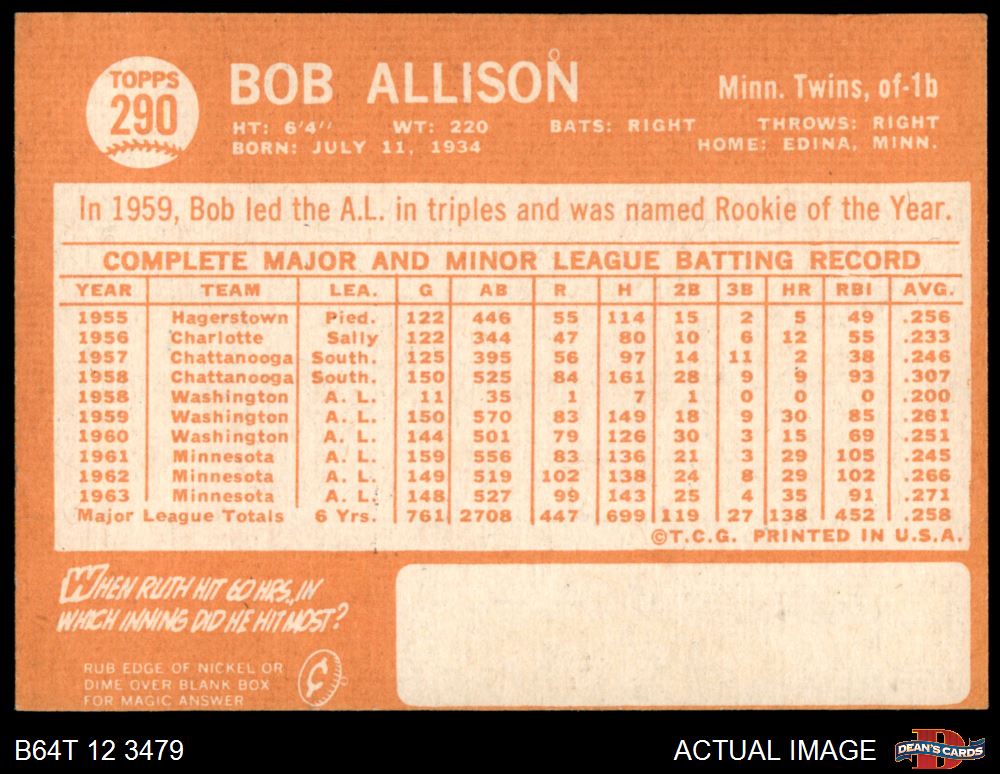 TOPPS
290
BOB ALLISON
Minn. Twins, of-1b
HT: 6'4" WT: 220 BATS: RIGHT THROWS: RIGHT
BORN: JULY 11, 1934 HOME: EDINA, MINN.
In 1959, Bob led the A.L. in triples and was named Rookie of the Year.
COMPLETE MAJOR AND MINOR LEAGUE BATTING RECORD
YEAR TEAM LEA. G AB R H 2B 3B HR RBI AVG.
1955 Hagerstown Pied. 122 446 55 114 15 2 5 49 .256
1956 Charlotte Sally 122 344 47 80 10 6 12 55 .233
1957 Chattanooga South. 125 395 56 97 14 11 2 38 .246
1958 Chattanooga South. 150 525 84 161 28 9 9 93 .307
1958 Washington A. L. 11 35 1 7 1 0 0 0 .200
1959 Washington A. L. 150 570 83 149 18 9 30 85 .261
1960 Washington A. L. 144 501 79 126 30 3 15 69 .251
1961 Minnesota A. L. 159 556 83 136 21 3 29 105 .245
1962 Minnesota A. L. 149 519 102 138 24 8 29 102 .266
1963 Minnesota A. L. 148 527 99 143 25 4 35 91 .271
Major League Totals 6 Yrs. 761 2708 447 699 119 27 138 452 .258
©T.C.G. PRINTED IN U.S.A.
WHEN RUTH HIT 60 HRS., IN
WHICH INNING DID HE HIT MOST?
RUB EDGE OF NICKEL OR
DIME OVER BLANK BOX
FOR MAGIC ANSWER
B64T 12 3479
ACTUAL IMAGE
DEAN'S CARDS